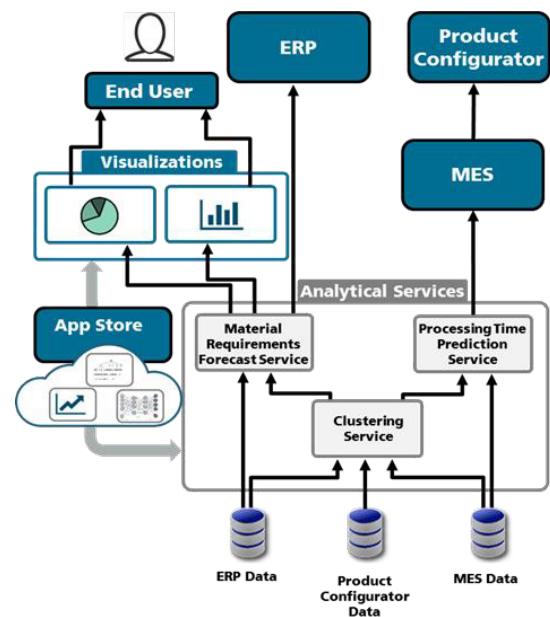 ERP
Product
Configurator
End User
Visualizations
MES
Analytical Services
App Store
Material
Requirements
Forecast Service
Processing Time
Prediction
Service
Clustering
Service
ERP Data
Product
Configurator
Data
MES Data